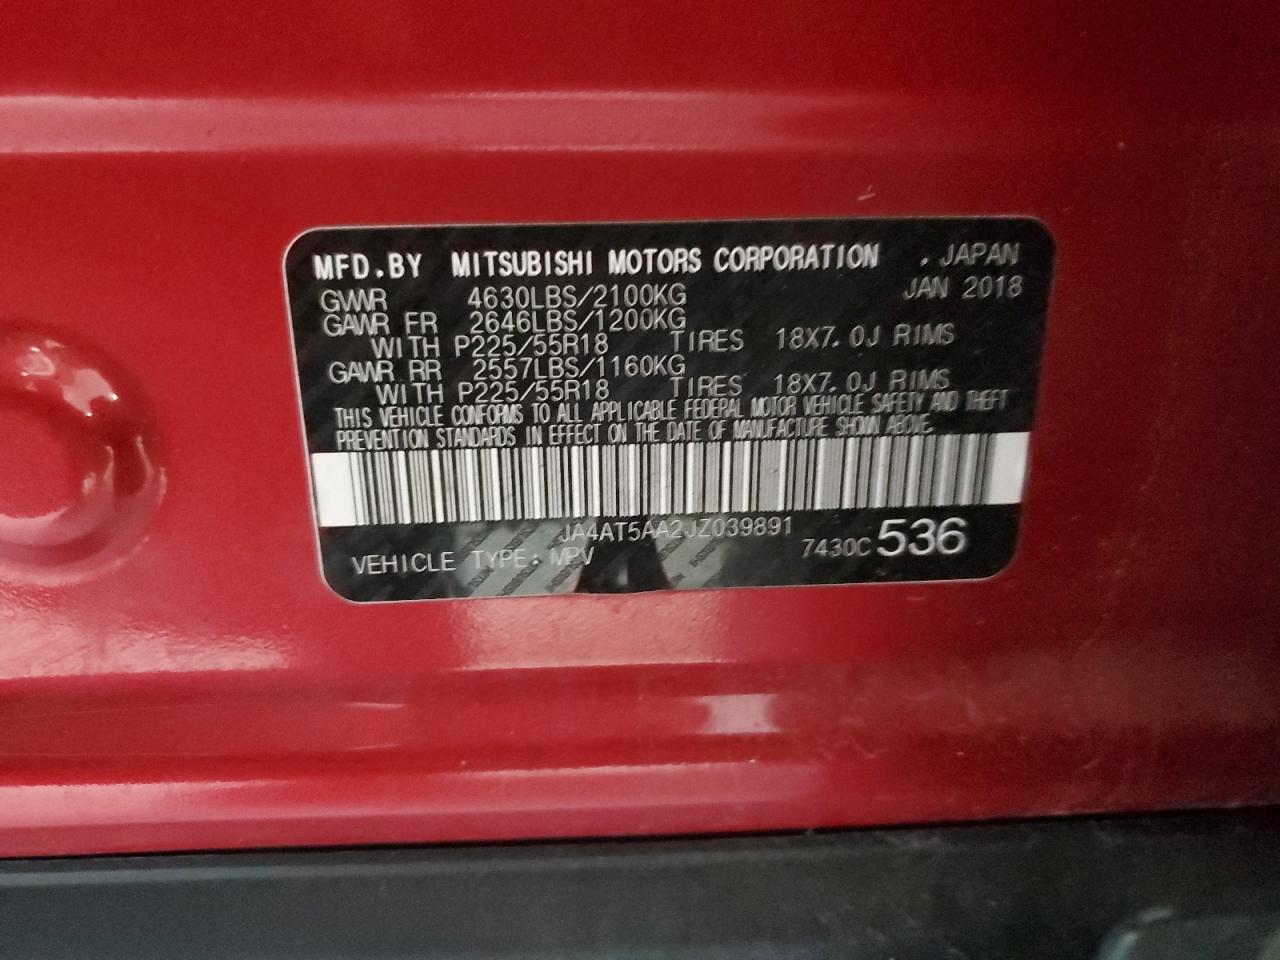 MFD.BY MITSUBISHI MOTORS CORPORATION , JAPAN
GVWR 4630LBS/2100KG JAN 2018
GAWR FR 2646LBS/1200KG
WITH P225/55R18 TIRES 18X7.0J RIMS
GAWR RR 2557LBS/1160KG
WITH P225/55R18 TIRES 18X7.0J RIMS
THIS VEHICLE CONFORMS TO ALL APPLICABLE FEDERAL MOTOR VEHICLE SAFETY AND THEFT
PREVENTION STANDARDS IN EFFECT ON THE DATE OF MANUFACTURE SHOWN ABOVE.
JA4AT5AA2JZ039891
VEHICLE TYPE: MPV 7430C 536